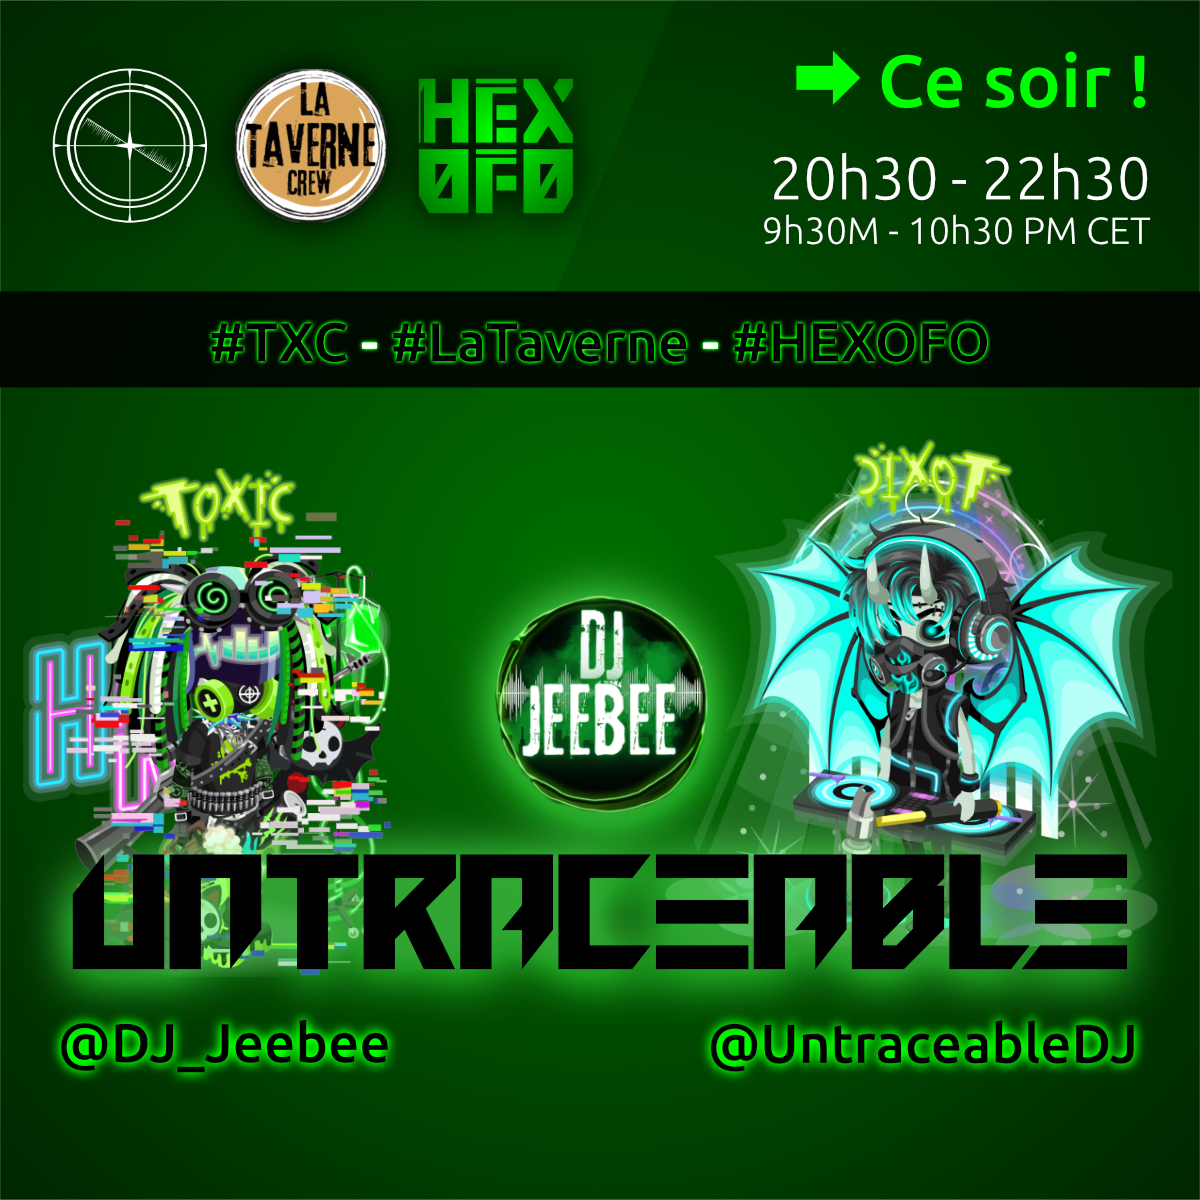 LA
TAVERNE
CREW
HEX
OFO
Ce soir !
20h30 - 22h30
9h30M - 10h30 PM CET
#TXC - #LaTaverne - #HEXOFO
TOXIC
TOXIC
DJ
JEEBEE
UNTRACEABLE
@DJ_Jeebee
@UntraceableDJ